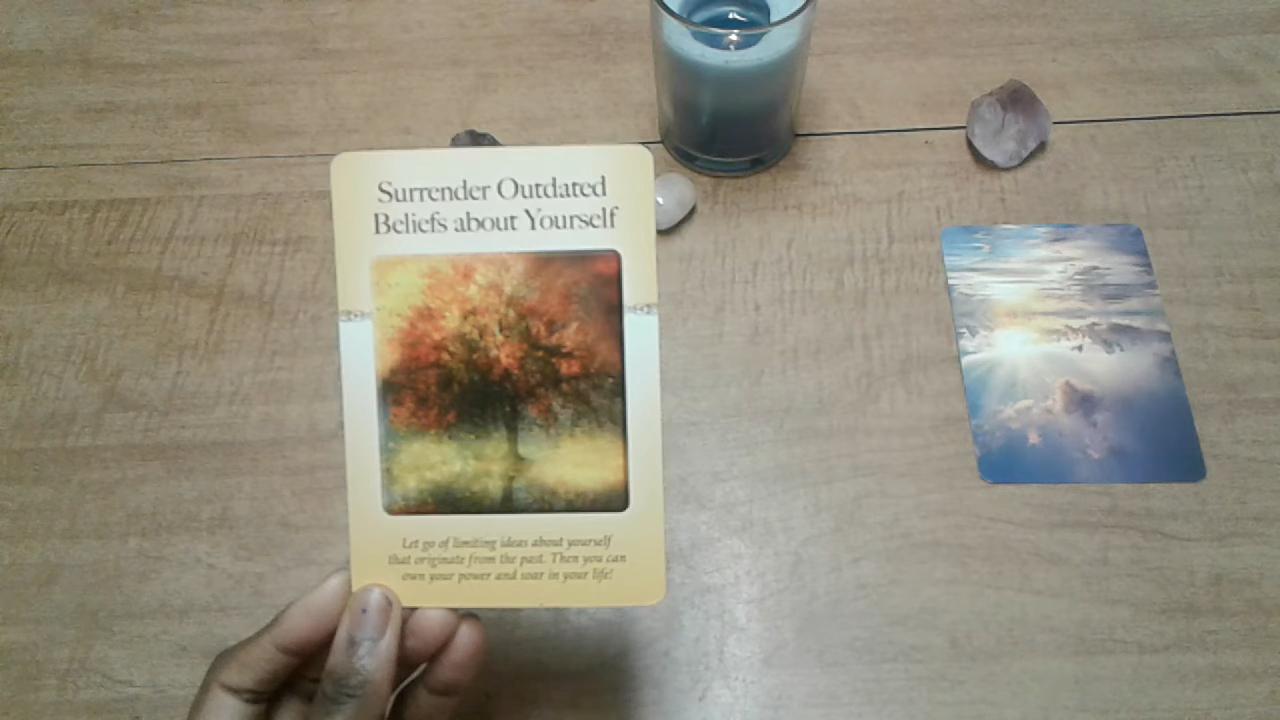 Surrender Outdated
Beliefs about Yourself
Let go of limiting ideas about yourself
that originate from the past. Then you can
own your power and soar in your life!